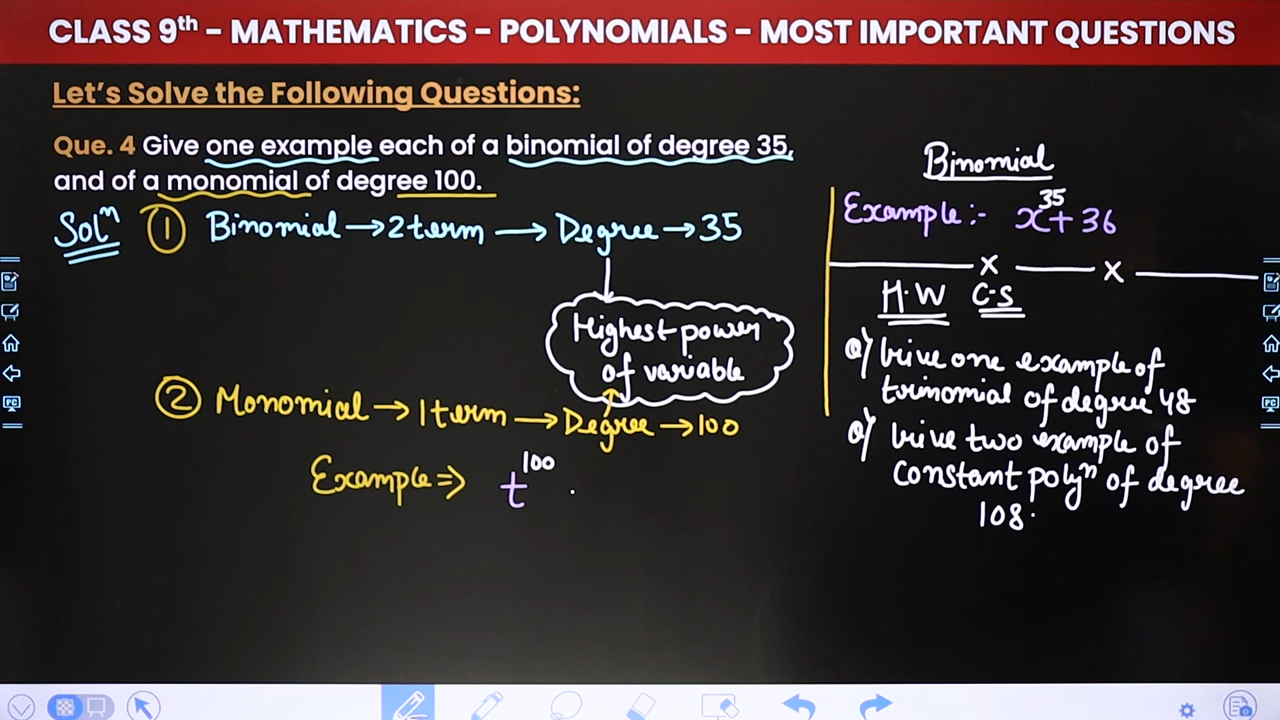 CLASS 9th – MATHEMATICS – POLYNOMIALS – MOST IMPORTANT QUESTIONS
Let's Solve the Following Questions:
Que. 4 Give one example each of a binomial of degree 35,
and of a monomial of degree 100.
Solⁿ ① Binomial → 2 term → Degree → 35
Highest power
of variable
② Monomial → 1 term → Degree → 100
Example ⇒ t¹⁰⁰ .
Binomial
Example :- x³⁵ + 36
x x
H.W C-S
Q) Give one example of
trinomial of degree 48
Q) Give two example of
constant polyⁿ of degree
108.
PC
PC